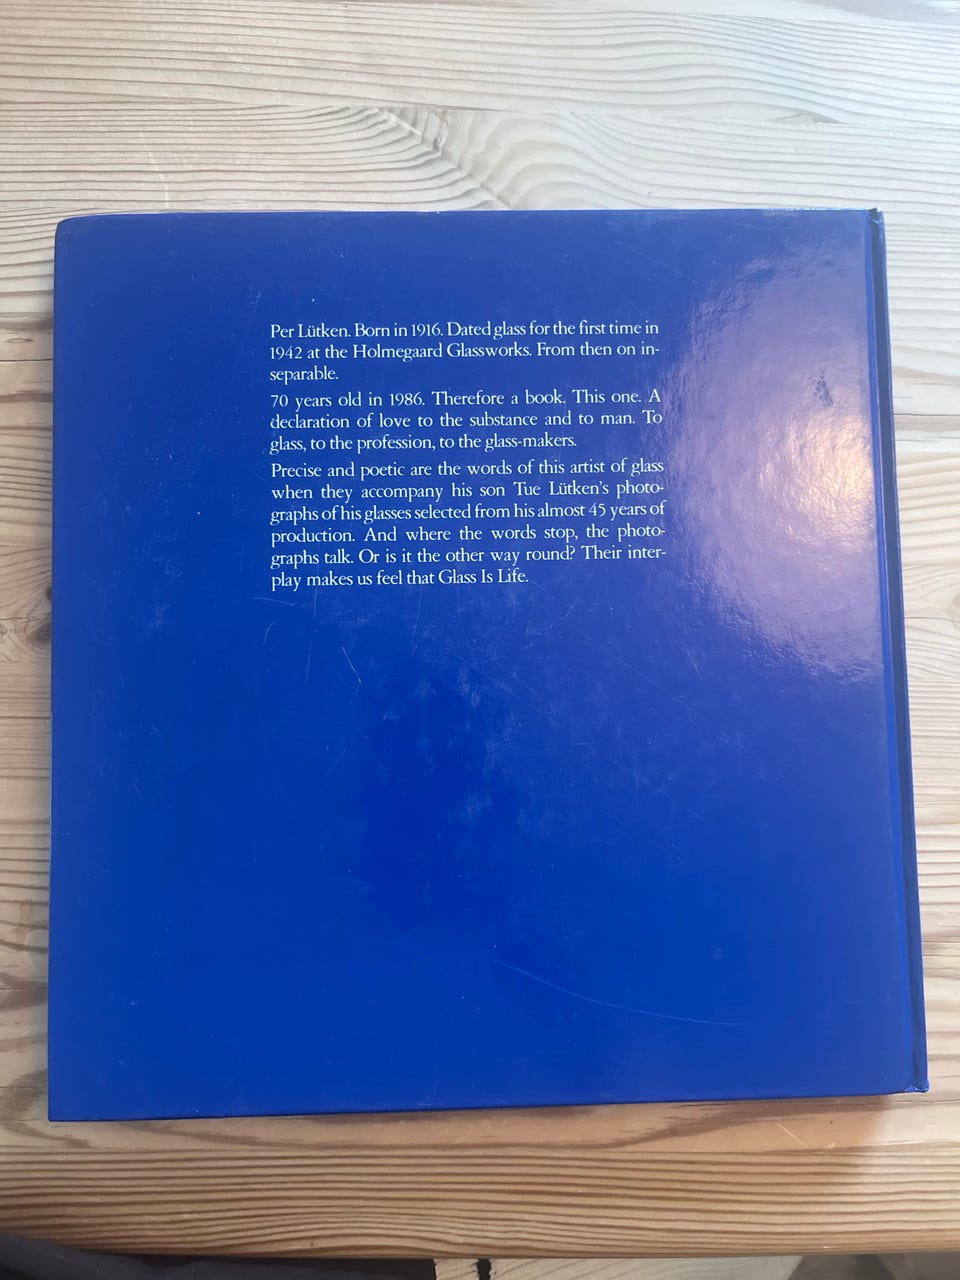 Per Lütken. Born in 1916. Dated glass for the first time in
1942 at the Holmegaard Glassworks. From then on in-
separable.
70 years old in 1986. Therefore a book. This one. A
declaration of love to the substance and to man. To
glass, to the profession, to the glass-makers.
Precise and poetic are the words of this artist of glass
when they accompany his son Tue Lütken's photo-
graphs of his glasses selected from his almost 45 years of
production. And where the words stop, the photo-
graphs talk. Or is it the other way round? Their inter-
play makes us feel that Glass Is Life.